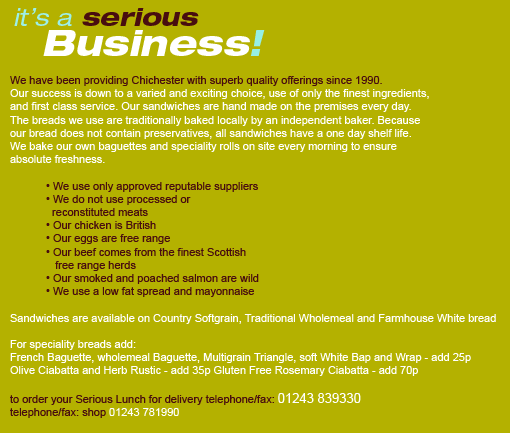 it's a serious
Business!
We have been providing Chichester with superb quality offerings since 1990.
Our success is down to a varied and exciting choice, use of only the finest ingredients,
and first class service. Our sandwiches are hand made on the premises every day.
The breads we use are traditionally baked locally by an independent baker. Because
our bread does not contain preservatives, all sandwiches have a one day shelf life.
We bake our own baguettes and speciality rolls on site every morning to ensure
absolute freshness.
• We use only approved reputable suppliers
• We do not use processed or
reconstituted meats
• Our chicken is British
• Our eggs are free range
• Our beef comes from the finest Scottish
free range herds
• Our smoked and poached salmon are wild
• We use a low fat spread and mayonnaise
Sandwiches are available on Country Softgrain, Traditional Wholemeal and Farmhouse White bread
For speciality breads add:
French Baguette, wholemeal Baguette, Multigrain Triangle, soft White Bap and Wrap - add 25p
Olive Ciabatta and Herb Rustic - add 35p Gluten Free Rosemary Ciabatta - add 70p
to order your Serious Lunch for delivery telephone/fax: 01243 839330
telephone/fax: shop 01243 781990